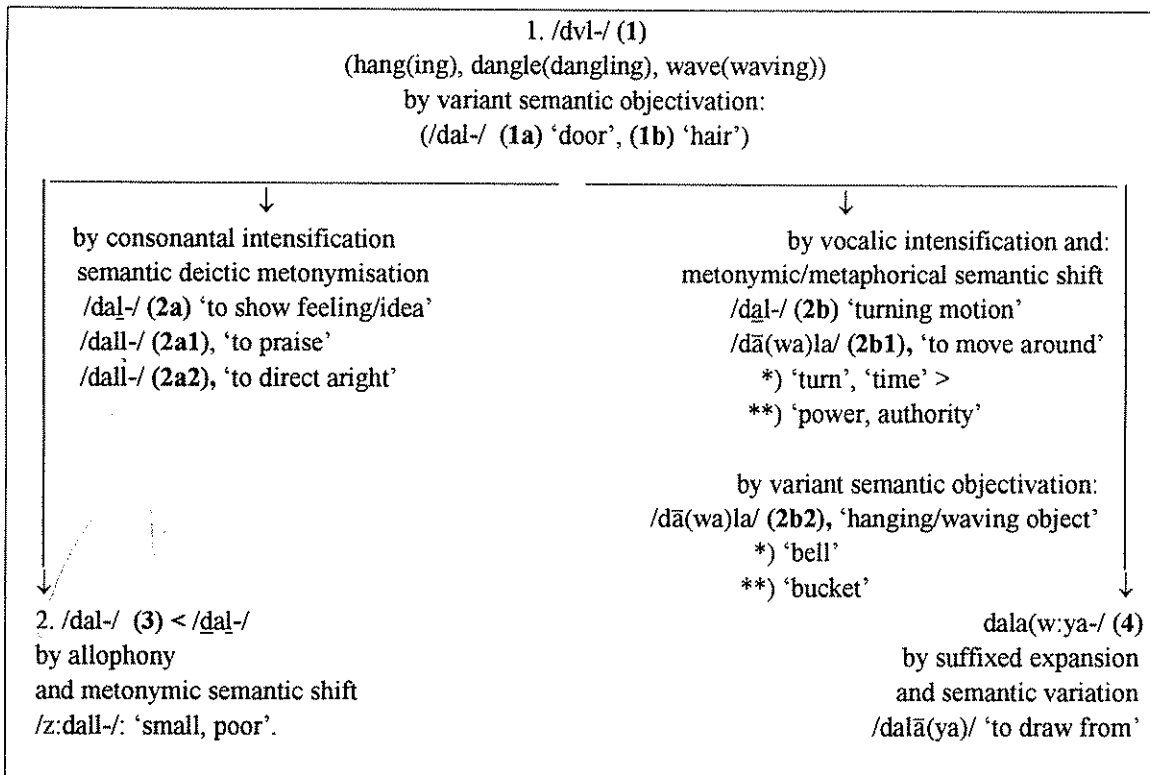 1. /dvl-/ (1)
(hang(ing), dangle(dangling), wave(waving))
by variant semantic objectivation:
(/dal-/ (1a) ‘door’, (1b) ‘hair’)
by consonantal intensification
semantic deictic metonymisation
/dal̲-/ (2a) ‘to show feeling/idea’
/dall-/ (2a1), ‘to praise’
/dall-/ (2a2), ‘to direct aright’
by vocalic intensification and:
metonymic/metaphorical semantic shift
/da̲l-/ (2b) ‘turning motion’
/dā(wa)la/ (2b1), ‘to move around’
*) ‘turn’, ‘time’ >
**) ‘power, authority’
by variant semantic objectivation:
/dā(wa)la/ (2b2), ‘hanging/waving object’
*) ‘bell’
**) ‘bucket’
2. /dal-/ (3) < /d̲al̲-/
by allophony
and metonymic semantic shift
/z:dall-/: ‘small, poor’.
dala(w:ya-/ (4)
by suffixed expansion
and semantic variation
/dalā(ya)/ ‘to draw from’